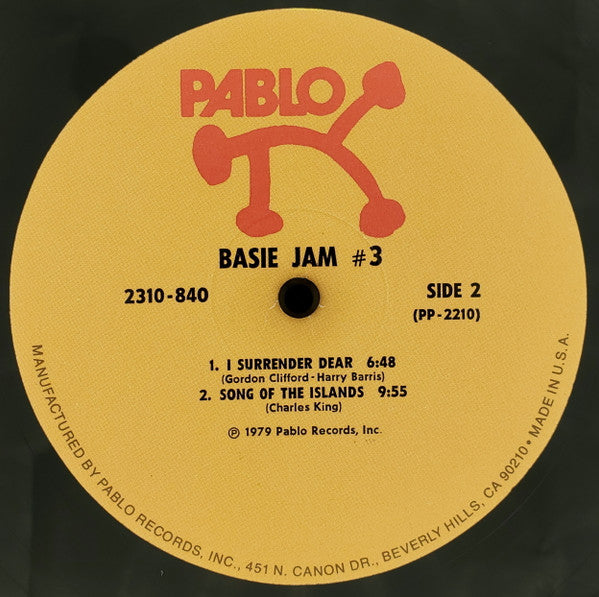 PABLO
BASIE JAM #3
2310-840
SIDE 2
(PP-2210)
1. I SURRENDER DEAR 6:48
(Gordon Clifford-Harry Barris)
2. SONG OF THE ISLANDS 9:55
(Charles King)
℗ 1979 Pablo Records, Inc.
MANUFACTURED BY PABLO RECORDS, INC., 451 N. CANON DR., BEVERLY HILLS, CA 90210 • MADE IN U.S.A.